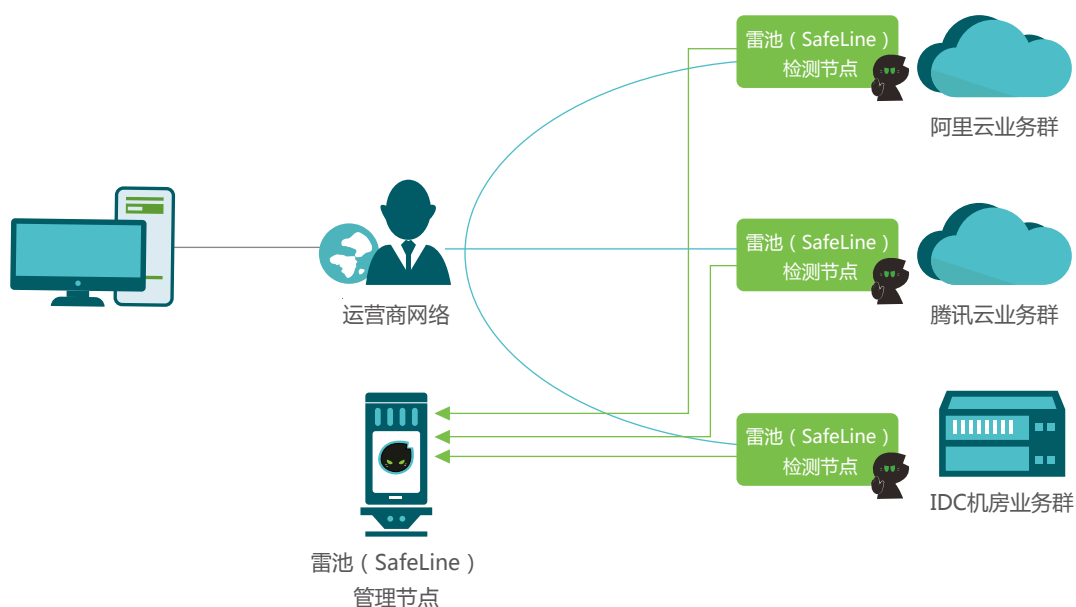 雷池（SafeLine）
检测节点
阿里云业务群
雷池（SafeLine）
检测节点
运营商网络
腾讯云业务群
雷池（SafeLine）
检测节点
IDC机房业务群
雷池（SafeLine）
管理节点